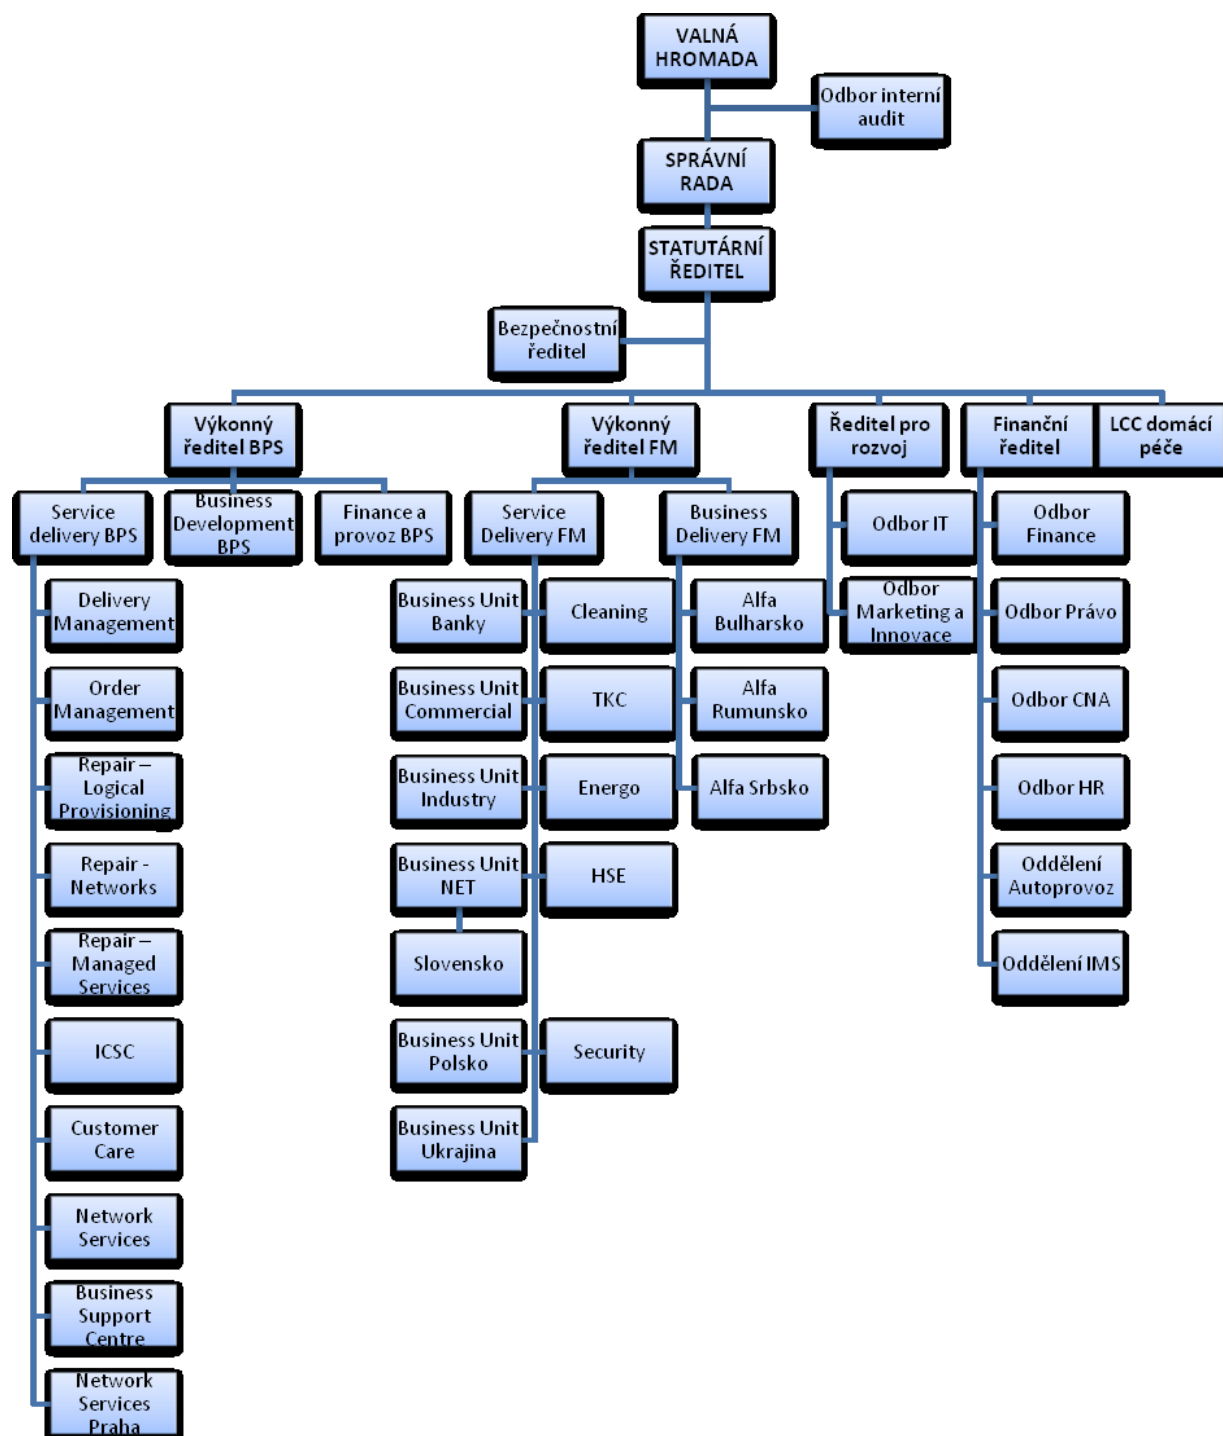 VALNÁ
HROMADA
Odbor interní
audit
SPRÁVNÍ
RADA
STATUTÁRNÍ
ŘEDITEL
Bezpečnostní
ředitel
Výkonný
ředitel BPS
Výkonný
ředitel FM
Ředitel pro
rozvoj
Finanční
ředitel
LCC domácí
péče
Service
delivery BPS
Business
Development
BPS
Finance a
provoz BPS
Service
Delivery FM
Business
Delivery FM
Odbor IT
Odbor
Finance
Delivery
Management
Business Unit
Banky
Cleaning
Alfa
Bulharsko
Odbor
Marketing a
Innovace
Odbor Právo
Order
Management
Business Unit
Commercial
TKC
Alfa
Rumunsko
Odbor CNA
Repair –
Logical
Provisioning
Business Unit
Industry
Energo
Alfa Srbsko
Odbor HR
Repair -
Networks
Business Unit
NET
HSE
Oddělení
Autoprovoz
Repair –
Managed
Services
Slovensko
Oddělení IMS
ICSC
Business Unit
Polsko
Security
Customer
Care
Business Unit
Ukrajina
Network
Services
Business
Support
Centre
Network
Services
Praha